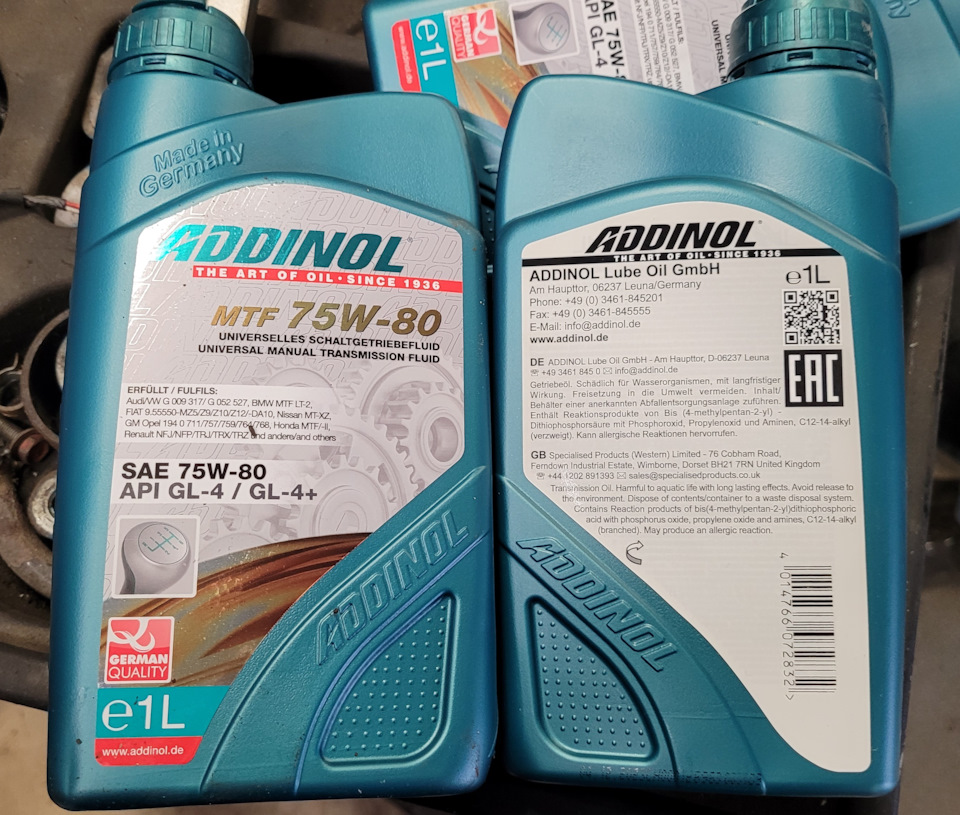 e1L
GERMAN
QUALITY
www.addinol.de
SAE 75W-
API GL-4
UNIVERSAL
Made in
Germany
ADDINOL
THE ART OF OIL · SINCE 1936
MTF 75W-80
UNIVERSELLES SCHALTGETRIEBEFLUID
UNIVERSAL MANUAL TRANSMISSION FLUID
ERFÜLLT / FULFILS:
Audi/VW G 009 317/ G 052 527, BMW MTF LT-2,
FIAT 9.55550-MZ5/Z9/Z10/Z12/-DA10, Nissan MT-XZ,
GM Opel 194 0 711/757/759/764/768, Honda MTF/-II,
Renault NFJ/NFP/TRJ/TRX/TRZ und andere/and others
SAE 75W-80
API GL-4 / GL-4+
GERMAN
QUALITY
e1L
www.addinol.de
ADDINOL
ADDINOL
THE ART OF OIL · SINCE 1936
ADDINOL Lube Oil GmbH
e1L
Am Haupttor, 06237 Leuna/Germany
Phone: +49 (0) 3461-845201
Fax: +49 (0) 3461-845555
E-Mail: info@addinol.de
www.addinol.de
EAC
DE ADDINOL Lube Oil GmbH - Am Haupttor, D-06237 Leuna
☏ +49 3461 845 0 ✉ info@addinol.de
Getriebeöl. Schädlich für Wasserorganismen, mit langfristiger
Wirkung. Freisetzung in die Umwelt vermeiden. Inhalt/
Behälter einer anerkannten Abfallentsorgungsanlage zuführen.
Enthält Reaktionsprodukte von Bis (4-methylpentan-2-yl) -
Dithiophosphorsäure mit Phosphoroxid, Propylenoxid und Aminen, C12-14-alkyl
(verzweigt). Kann allergische Reaktionen hervorrufen.
GB Specialised Products (Western) Limited - 76 Cobham Road,
Ferndown Industrial Estate, Wimborne, Dorset BH21 7RN United Kingdom
☏ +44 1202 891393 ✉ sales@specialisedproducts.co.uk
Transmission Oil. Harmful to aquatic life with long lasting effects. Avoid release to
the environment. Dispose of contents/container to a waste disposal system.
Contains Reaction products of bis(4-methylpentan-2-yl)dithiophosphoric
acid with phosphorus oxide, propylene oxide and amines, C12-14-alkyl
(branched). May produce an allergic reaction.
4 014766 072832 >
ADDINOL